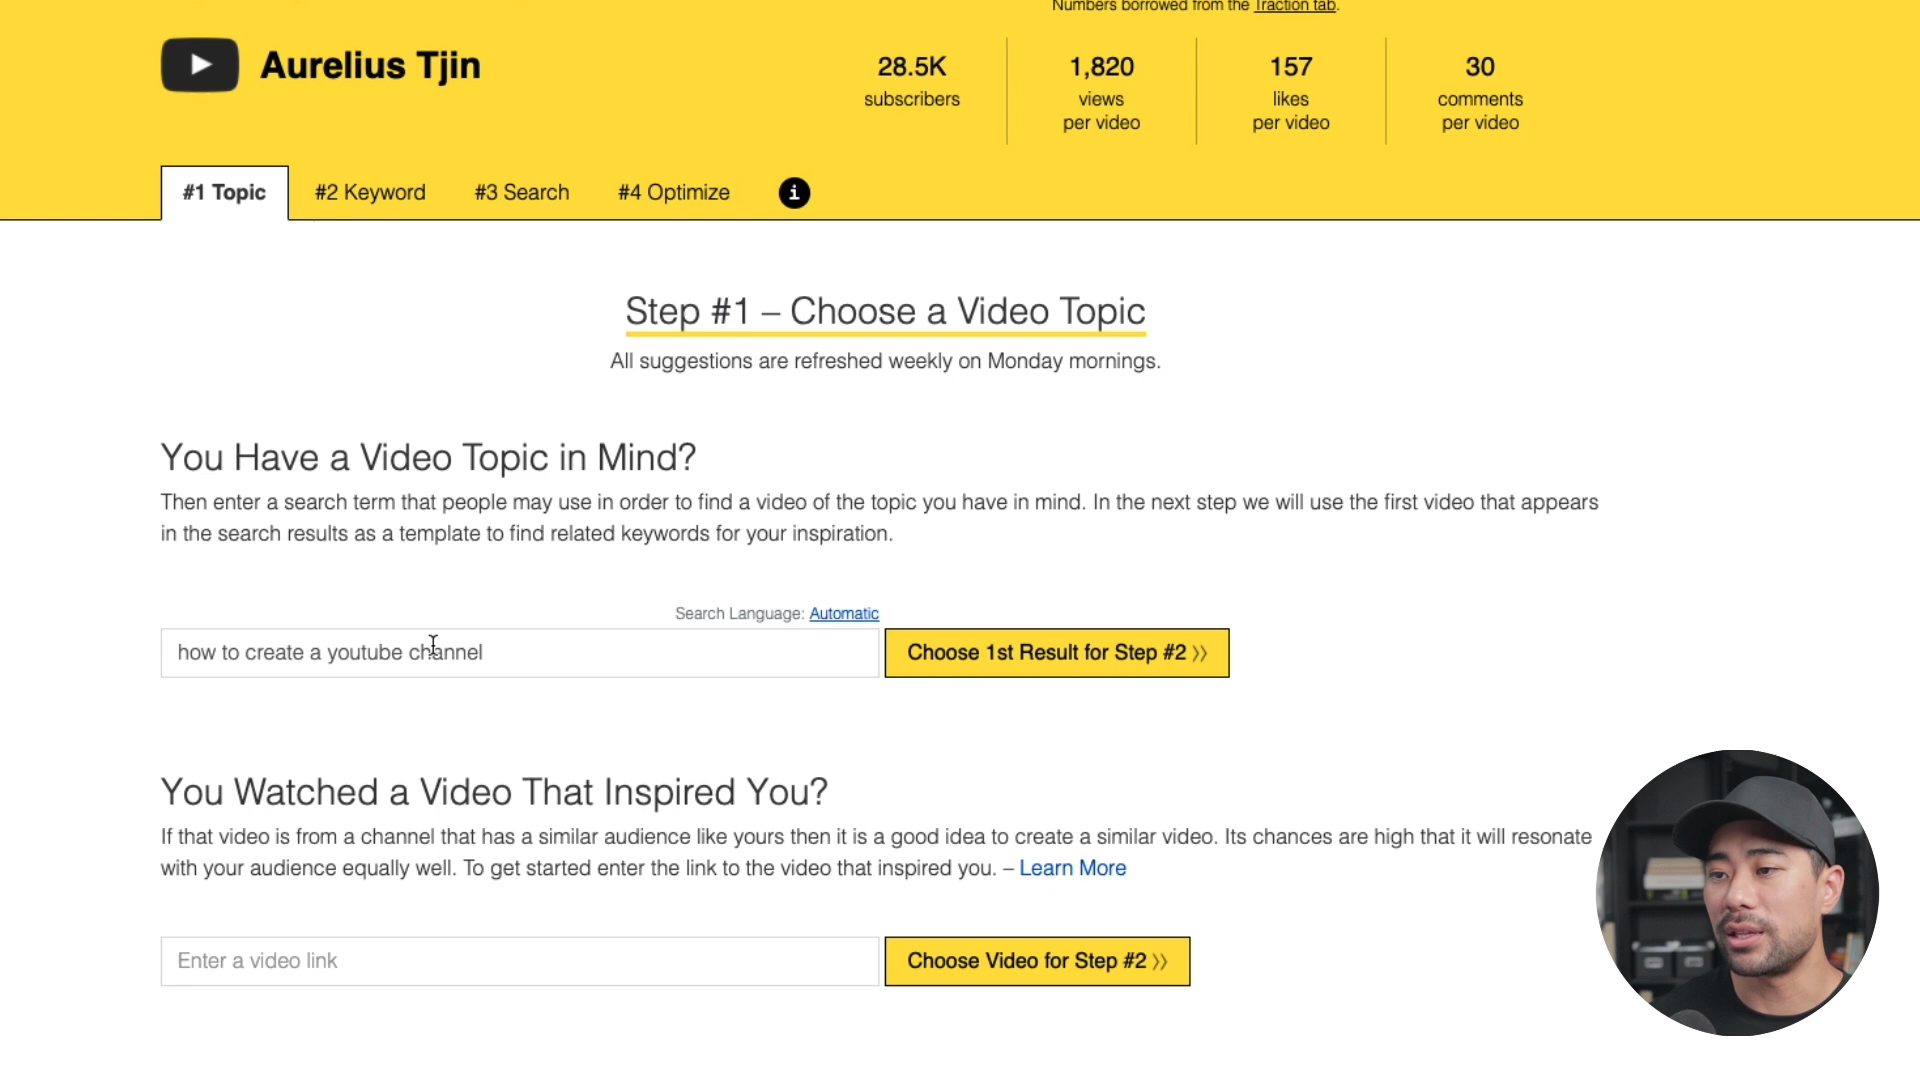 Numbers borrowed from the Traction tab.
Aurelius Tjin
28.5K
subscribers
1,820
views
per video
157
likes
per video
30
comments
per video
#1 Topic
#2 Keyword
#3 Search
#4 Optimize
i
Step #1 – Choose a Video Topic
All suggestions are refreshed weekly on Monday mornings.
You Have a Video Topic in Mind?
Then enter a search term that people may use in order to find a video of the topic you have in mind. In the next step we will use the first video that appears
in the search results as a template to find related keywords for your inspiration.
Search Language: Automatic
how to create a youtube channel
Choose 1st Result for Step #2 »
You Watched a Video That Inspired You?
If that video is from a channel that has a similar audience like yours then it is a good idea to create a similar video. Its chances are high that it will resonate
with your audience equally well. To get started enter the link to the video that inspired you. – Learn More
Enter a video link
Choose Video for Step #2 »